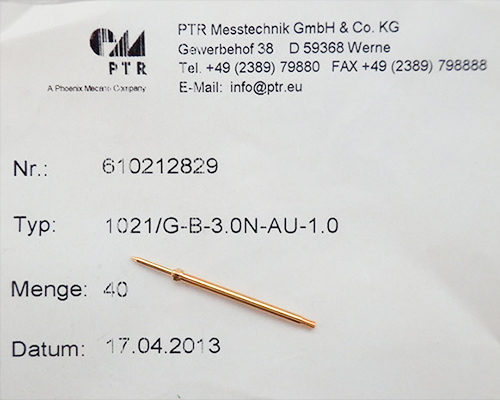 PTR
A Phoenix Mecano Company
PTR Messtechnik GmbH & Co. KG
Gewerbehof 38 D 59368 Werne
Tel. +49 (2389) 79880 FAX +49 (2389) 798888
E-Mail: info@ptr.eu
Nr.: 610212829
Typ: 1021/G-B-3.0N-AU-1.0
Menge: 40
Datum: 17.04.2013